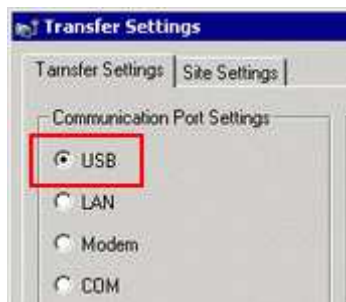 Transfer Settings
Tarnsfer Settings Site Settings
Communication Port Settings
USB
LAN
Modem
COM